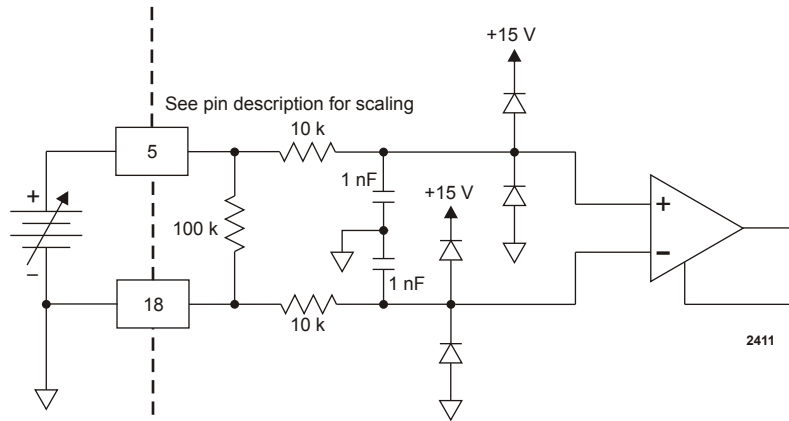 +15 V
See pin description for scaling
5
10 k
1 nF
+15 V
+
100 k
+
–
–
1 nF
18
10 k
2411